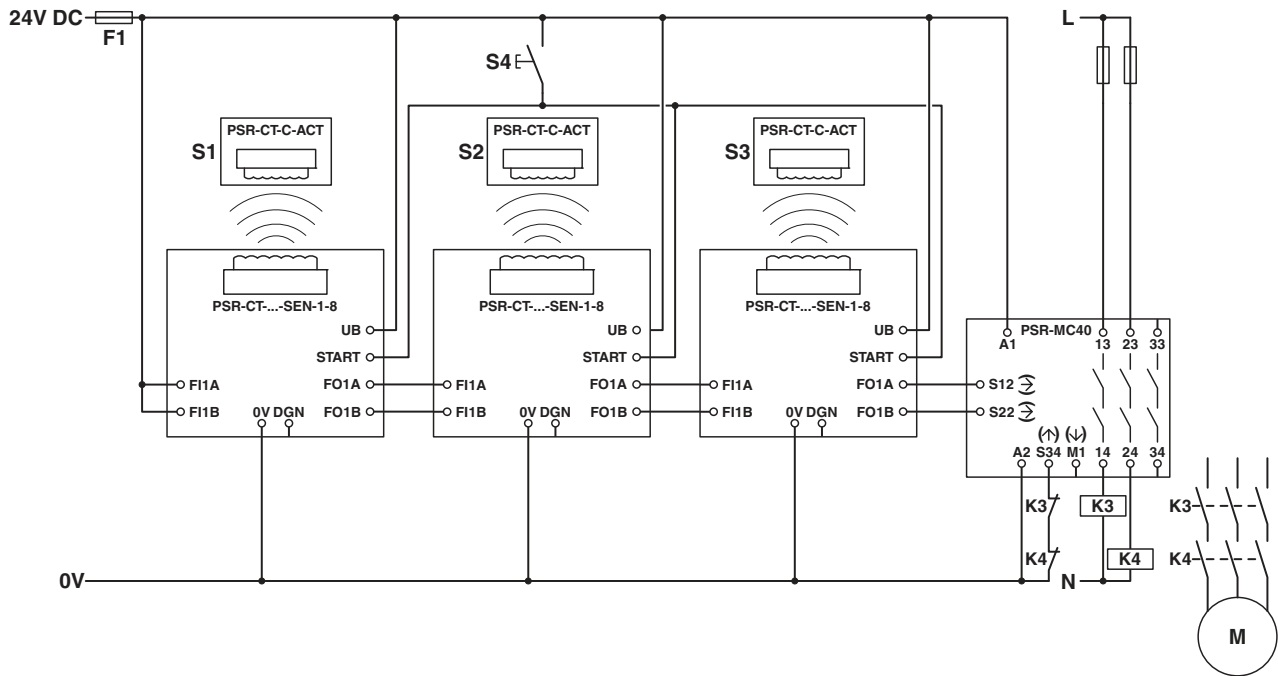 24V DC
F1
L
S4
S1
PSR-CT-C-ACT
S2
PSR-CT-C-ACT
S3
PSR-CT-C-ACT
PSR-CT-...-SEN-1-8
UB
START
FI1A
FO1A
FI1B
0V DGN
FO1B
PSR-CT-...-SEN-1-8
UB
START
FI1A
FO1A
FI1B
0V DGN
FO1B
PSR-CT-...-SEN-1-8
UB
START
FI1A
FO1A
FI1B
0V DGN
FO1B
PSR-MC40
A1
13
23
33
S12
S22
A2
S34
M1
14
24
34
K3
K3
K4
K4
K3
K4
0V
N
M